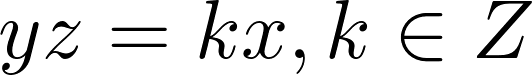 yz = kx, k ∈ Z